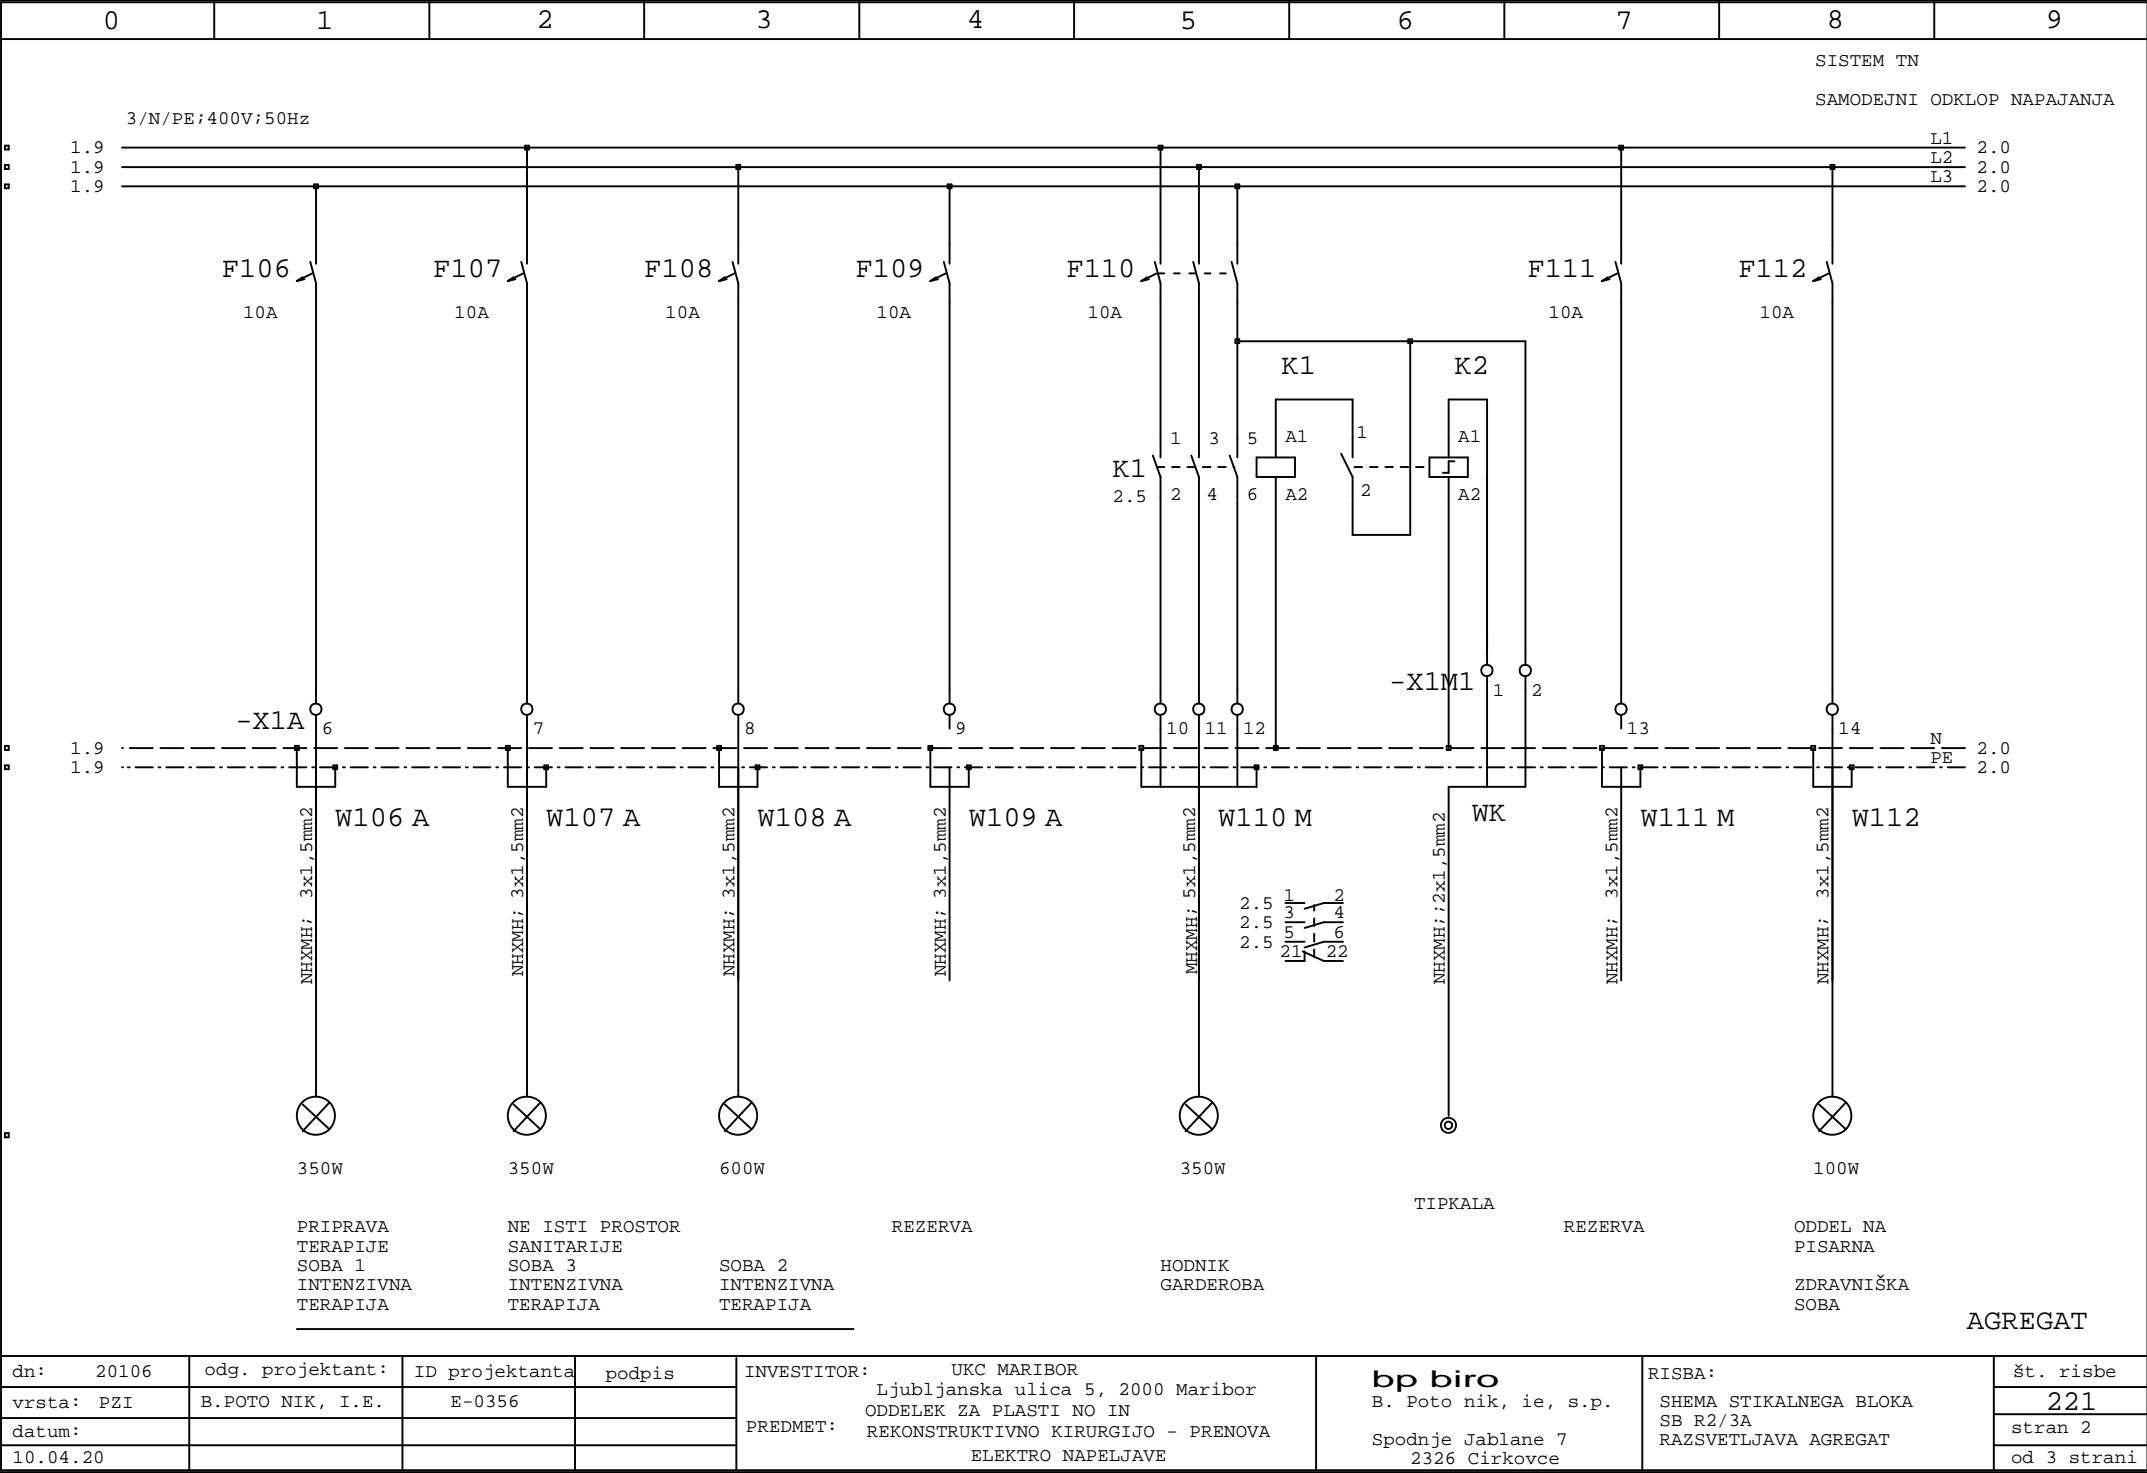 0 1 2 3 4 5 6 7 8 9
SISTEM TN
SAMODEJNI ODKLOP NAPAJANJA
3/N/PE;400V;50Hz
1.9 L1 2.0
1.9 L2 2.0
1.9 L3 2.0
F106 F107 F108 F109 F110 F111 F112
10A 10A 10A 10A 10A 10A 10A
K1 K2
1 3 5 A1 1 A1
K1
2.5 2 4 6 A2 2 A2
-X1M1 1 2
-X1A 6 7 8 9 10 11 12 13 14
1.9 N 2.0
1.9 PE 2.0
W106 A W107 A W108 A W109 A W110 M WK W111 M W112
NHXMH; 3x1,5mm2
NHXMH; 3x1,5mm2
NHXMH; 3x1,5mm2
NHXMH; 3x1,5mm2
MHXMH; 5x1,5mm2
NHXMH;;2x1,5mm2
NHXMH; 3x1,5mm2
NHXMH; 3x1,5mm2
2.5 1 2
2.5 3 4
2.5 5 6
21 22
350W 350W 600W 350W 100W
TIPKALA
PRIPRAVA
TERAPIJE
SOBA 1
INTENZIVNA
TERAPIJA
NE ISTI PROSTOR
SANITARIJE
SOBA 3
INTENZIVNA
TERAPIJA
SOBA 2
INTENZIVNA
TERAPIJA
REZERVA
HODNIK
GARDEROBA
REZERVA
ODDEL NA
PISARNA
ZDRAVNIŠKA
SOBA
AGREGAT
dn: 20106
vrsta: PZI
datum:
10.04.20
odg. projektant:
B.POTO NIK, I.E.
ID projektanta
E-0356
podpis
INVESTITOR: UKC MARIBOR
Ljubljanska ulica 5, 2000 Maribor
ODDELEK ZA PLASTI NO IN
PREDMET: REKONSTRUKTIVNO KIRURGIJO - PRENOVA
ELEKTRO NAPELJAVE
bp biro
B. Poto nik, ie, s.p.
Spodnje Jablane 7
2326 Cirkovce
RISBA:
SHEMA STIKALNEGA BLOKA
SB R2/3A
RAZSVETLJAVA AGREGAT
št. risbe
221
stran 2
od 3 strani